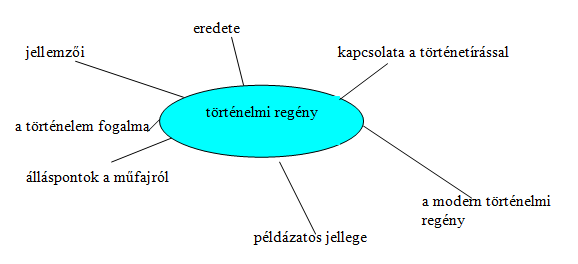 eredete
jellemzői
kapcsolata a történetírással
történelmi regény
a történelem fogalma
álláspontok a műfajról
a modern történelmi
regény
példázatos jellege